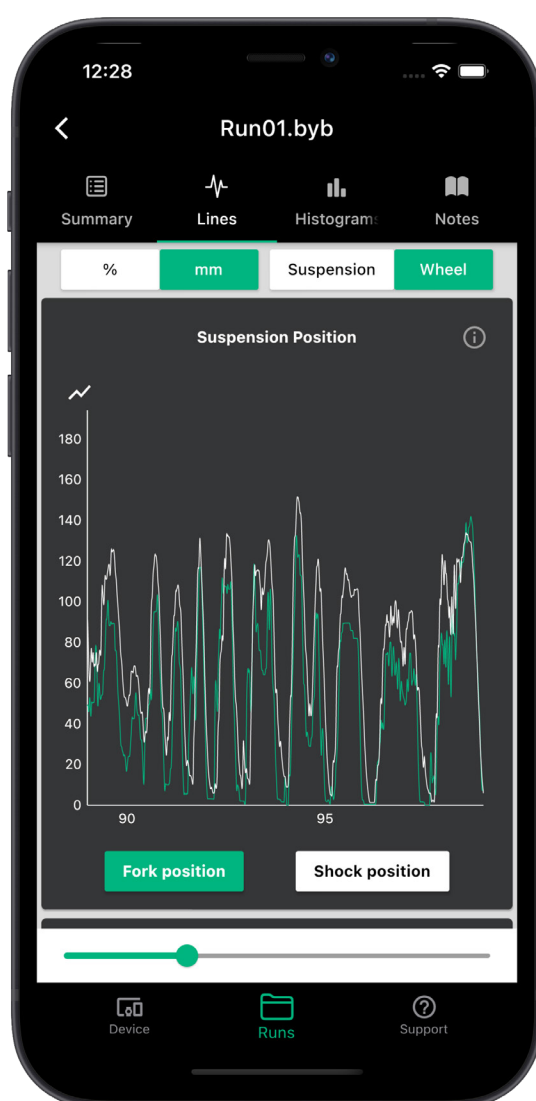 12:28
Run01.byb
Summary Lines Histograms Notes
% mm Suspension Wheel
Suspension Position
180
160
140
120
100
80
60
40
20
0
90 95
Fork position Shock position
Device Runs Support